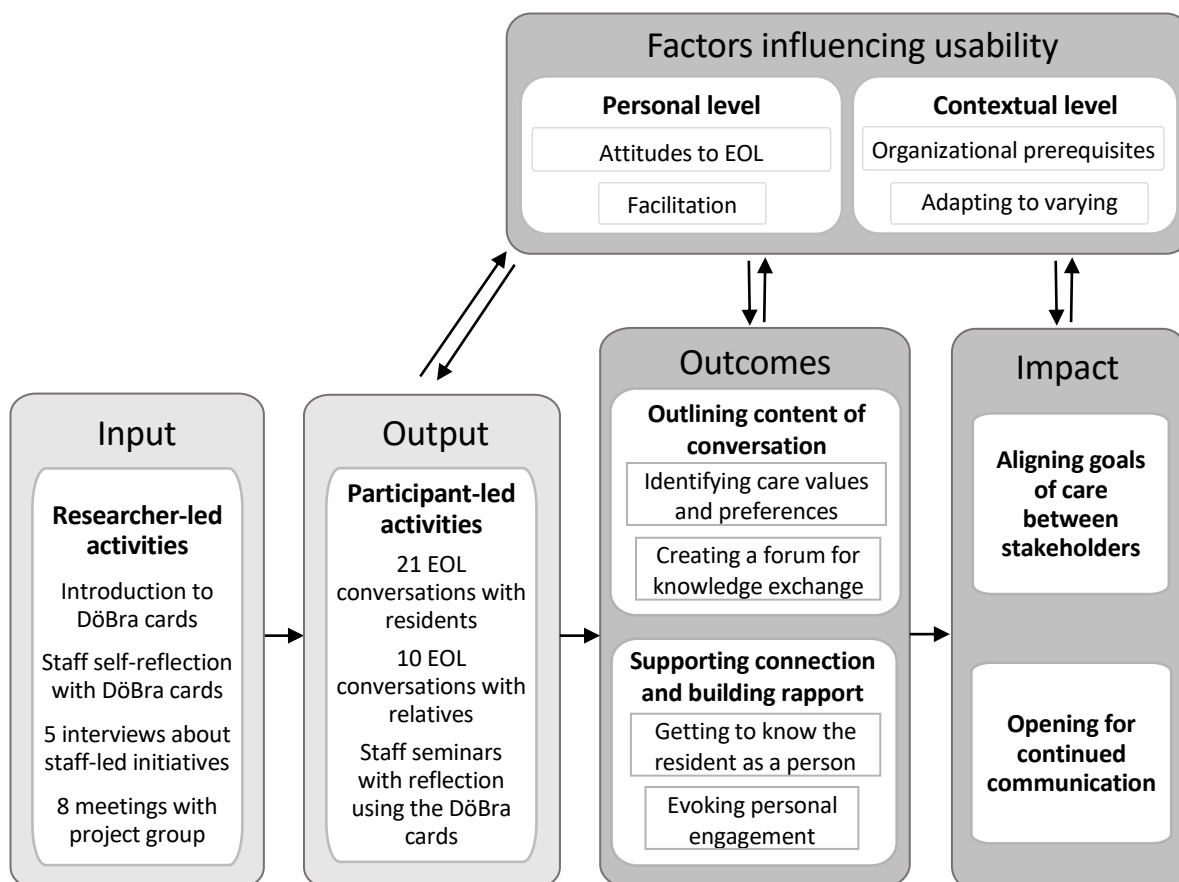 Factors influencing usability
Personal level
Attitudes to EOL
Facilitation
Contextual level
Organizational prerequisites
Adapting to varying
Input
Researcher-led
activities
Introduction to
DöBra cards
Staff self-reflection
with DöBra cards
5 interviews about
staff-led initiatives
8 meetings with
project group
Output
Participant-led
activities
21 EOL
conversations with
residents
10 EOL
conversations with
relatives
Staff seminars
with reflection
using the DöBra
cards
Outcomes
Outlining content of
conversation
Identifying care values
and preferences
Creating a forum for
knowledge exchange
Supporting connection
and building rapport
Getting to know the
resident as a person
Evoking personal
engagement
Impact
Aligning goals
of care
between
stakeholders
Opening for
continued
communication